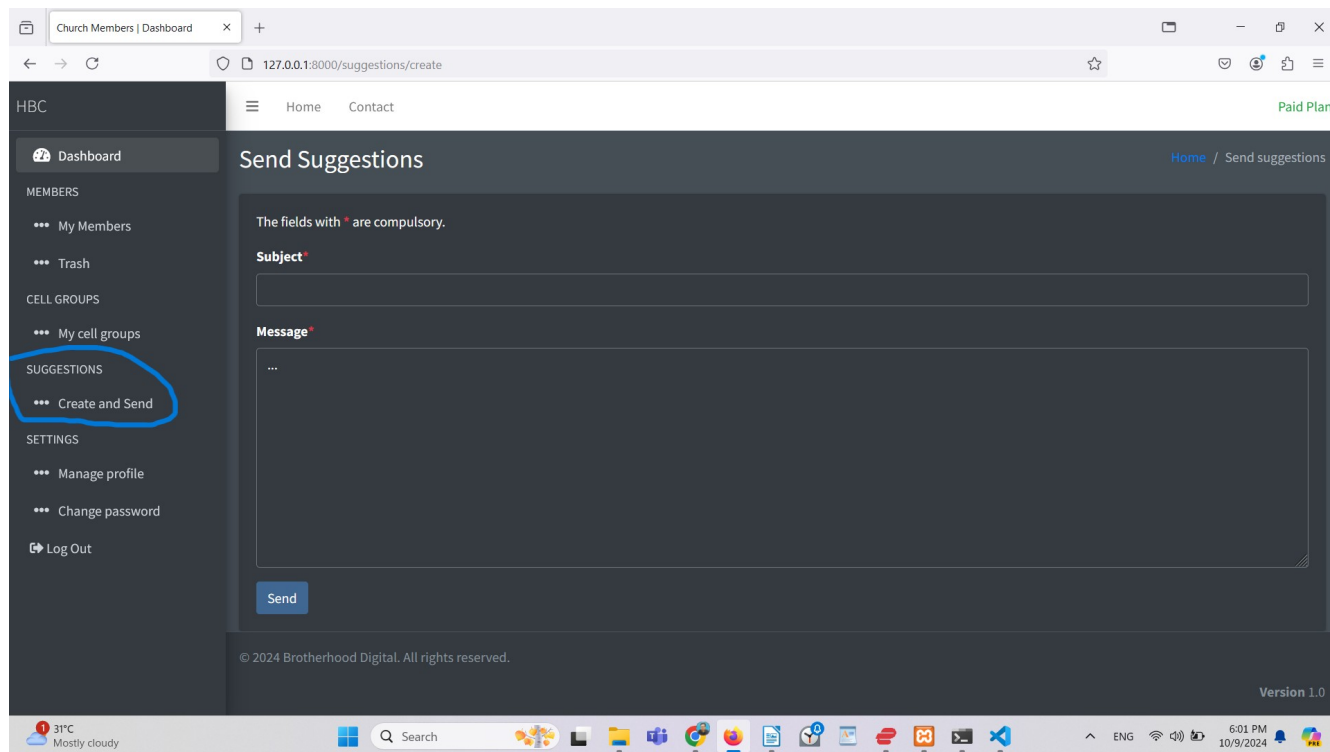 Church Members | Dashboard
127.0.0.1:8000/suggestions/create
HBC
Home Contact
Paid Plan
Dashboard
Send Suggestions
Home / Send suggestions
MEMBERS
My Members
Trash
CELL GROUPS
My cell groups
SUGGESTIONS
Create and Send
SETTINGS
Manage profile
Change password
Log Out
The fields with * are compulsory.
Subject*
Message*
...
Send
© 2024 Brotherhood Digital. All rights reserved.
Version 1.0
1
31°C
Mostly cloudy
Search
ENG
6:01 PM
10/9/2024
PRE